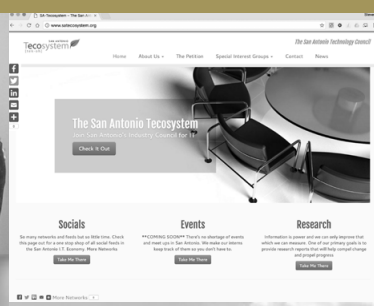 SA-Tecosystem – The San An
www.satecosystem.org
SAN ANTONIO
Tecosystem
The San Antonio Technology Council
Home About Us The Petition Special Interest Groups Contact News
The San Antonio Tecosystem
Join San Antonio's Industry Council for IT
Check It Out
Socials
So many networks and feeds but so little time. Check
this page out for a one stop shop of all social feeds in
the San Antonio I.T. Economy. More Networks
Take Me There
Events
**COMING SOON** There's no shortage of events
and meet ups in San Antonio. We make out interns
keep track of them so you don't have to.
Take Me There
Research
Information is power and we can only improve that
which we can measure. One of our primary goals is to
provide research reports that will help compel change
and propel progress.
Take Me There
More Networks